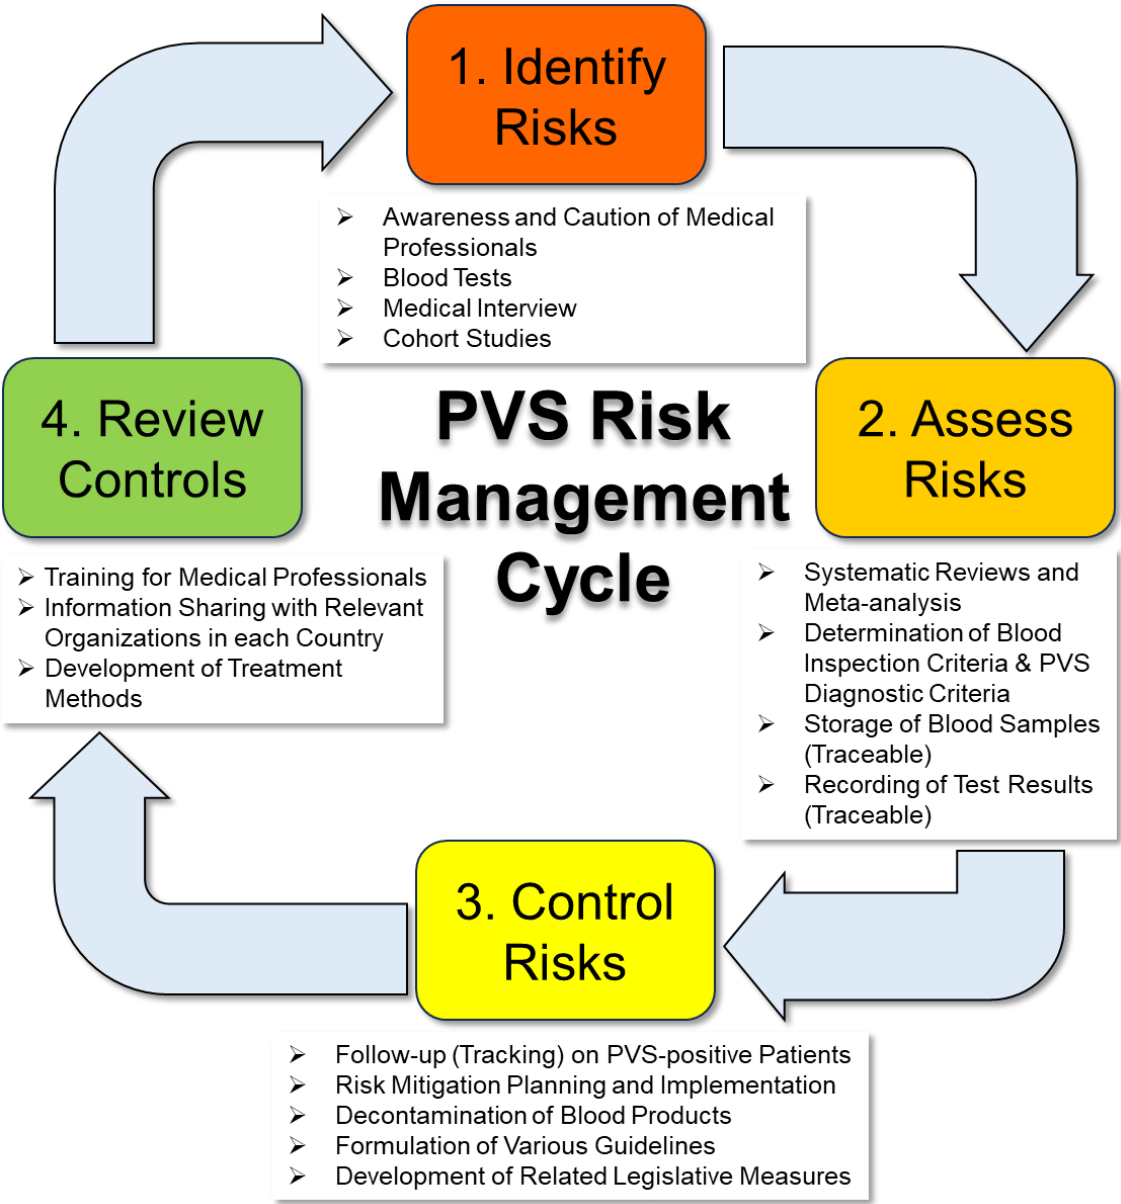 1. Identify
Risks
➢ Awareness and Caution of Medical
Professionals
➢ Blood Tests
➢ Medical Interview
➢ Cohort Studies
PVS Risk
Management
Cycle
2. Assess
Risks
➢ Systematic Reviews and
Meta-analysis
➢ Determination of Blood
Inspection Criteria & PVS
Diagnostic Criteria
➢ Storage of Blood Samples
(Traceable)
➢ Recording of Test Results
(Traceable)
3. Control
Risks
➢ Follow-up (Tracking) on PVS-positive Patients
➢ Risk Mitigation Planning and Implementation
➢ Decontamination of Blood Products
➢ Formulation of Various Guidelines
➢ Development of Related Legislative Measures
4. Review
Controls
➢ Training for Medical Professionals
➢ Information Sharing with Relevant
Organizations in each Country
➢ Development of Treatment
Methods